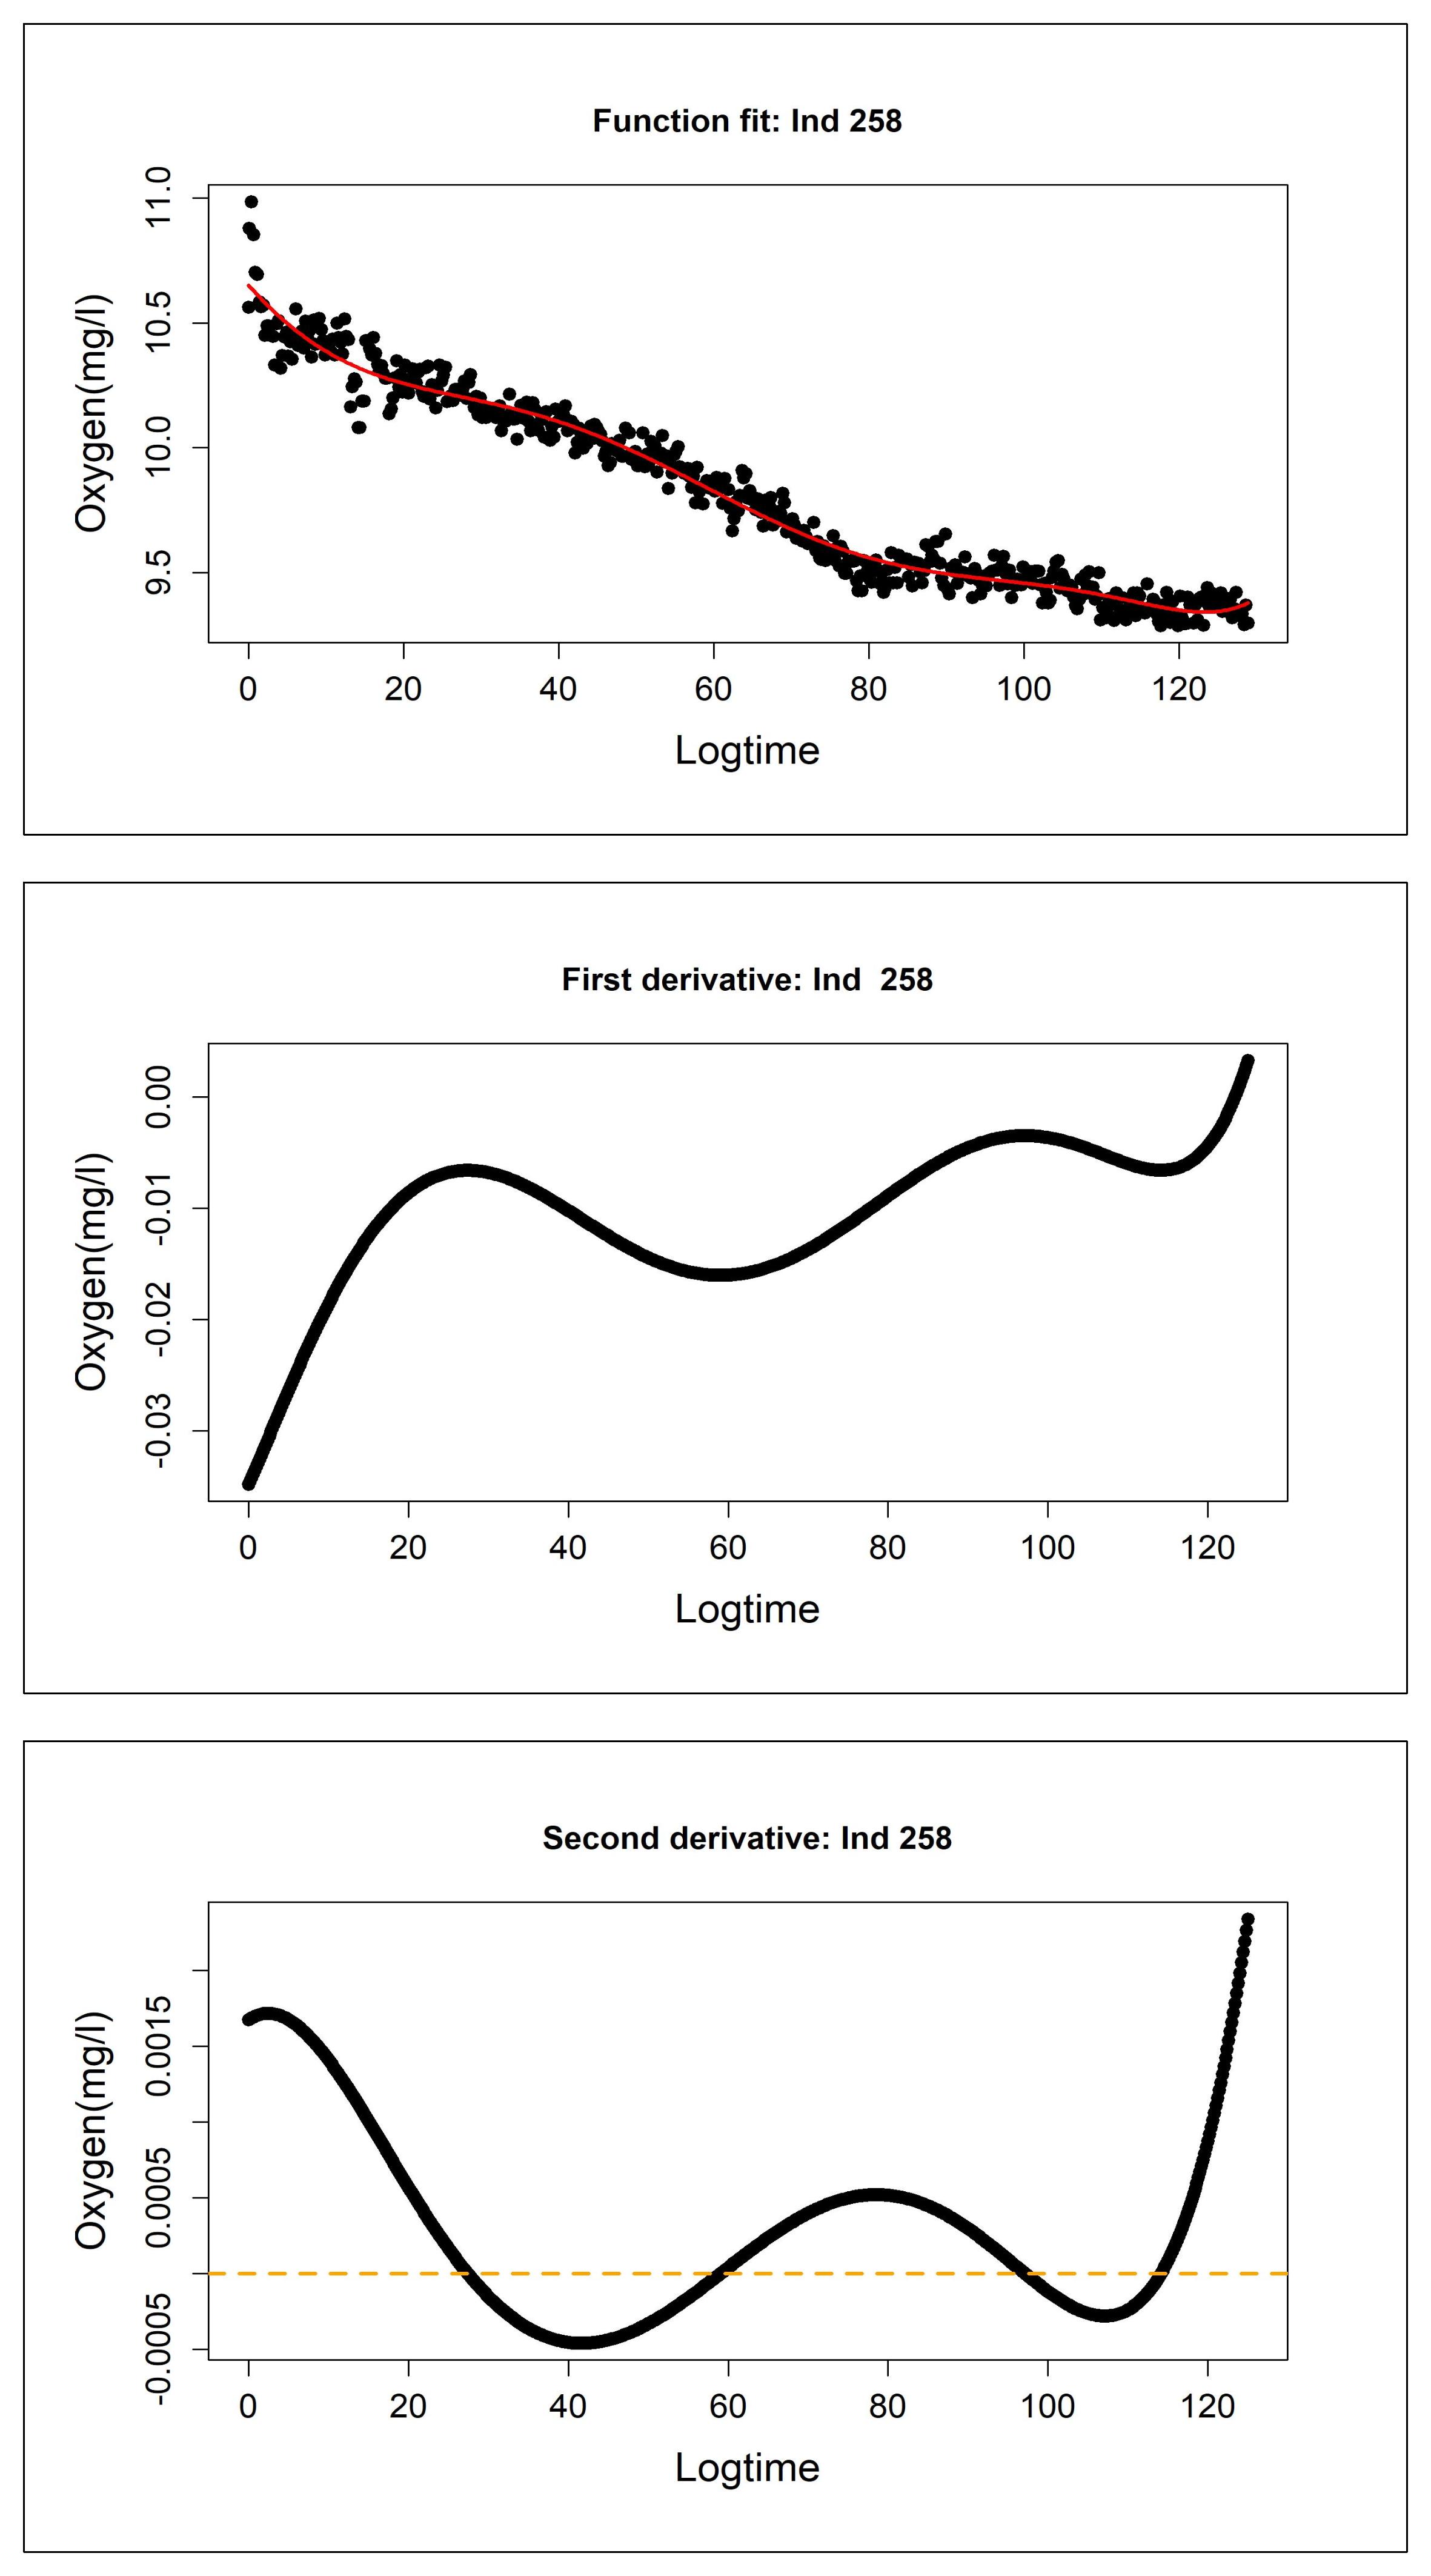 Function fit: Ind 258
Oxygen(mg/l)
11.0
10.5
10.0
9.5
0 20 40 60 80 100 120
Logtime
First derivative: Ind  258
Oxygen(mg/l)
0.00
-0.01
-0.02
-0.03
0 20 40 60 80 100 120
Logtime
Second derivative: Ind 258
Oxygen(mg/l)
0.0015
0.0005
-0.0005
0 20 40 60 80 100 120
Logtime